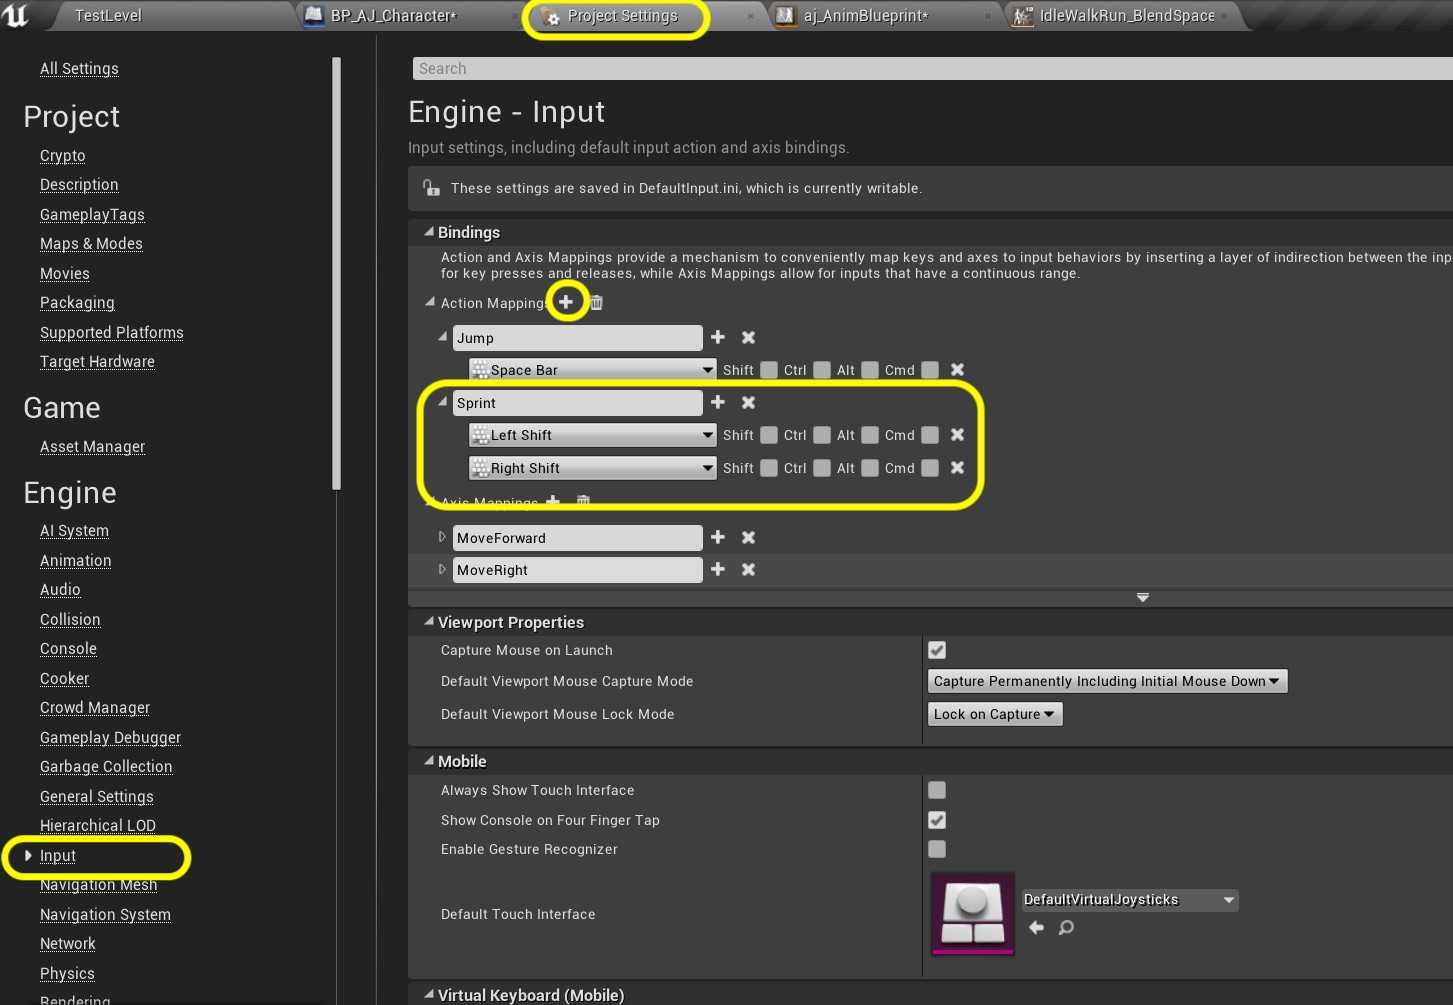 TestLevel
BP_AJ_Character*
Project Settings
aj_AnimBlueprint*
IdleWalkRun_BlendSpace
All Settings
Project
Crypto
Description
GameplayTags
Maps & Modes
Movies
Packaging
Supported Platforms
Target Hardware
Game
Asset Manager
Engine
AI System
Animation
Audio
Collision
Console
Cooker
Crowd Manager
Gameplay Debugger
Garbage Collection
General Settings
Hierarchical LOD
Input
Navigation Mesh
Navigation System
Network
Physics
Rendering
Search
Engine - Input
Input settings, including default input action and axis bindings.
These settings are saved in DefaultInput.ini, which is currently writable.
Bindings
Action and Axis Mappings provide a mechanism to conveniently map keys and axes to input behaviors by inserting a layer of indirection between the inp
for key presses and releases, while Axis Mappings allow for inputs that have a continuous range.
Action Mappings
Jump
Space Bar Shift Ctrl Alt Cmd
Sprint
Left Shift Shift Ctrl Alt Cmd
Right Shift Shift Ctrl Alt Cmd
Axis Mappings
MoveForward
MoveRight
Viewport Properties
Capture Mouse on Launch
Default Viewport Mouse Capture Mode Capture Permanently Including Initial Mouse Down
Default Viewport Mouse Lock Mode Lock on Capture
Mobile
Always Show Touch Interface
Show Console on Four Finger Tap
Enable Gesture Recognizer
Default Touch Interface DefaultVirtualJoysticks
Virtual Keyboard (Mobile)